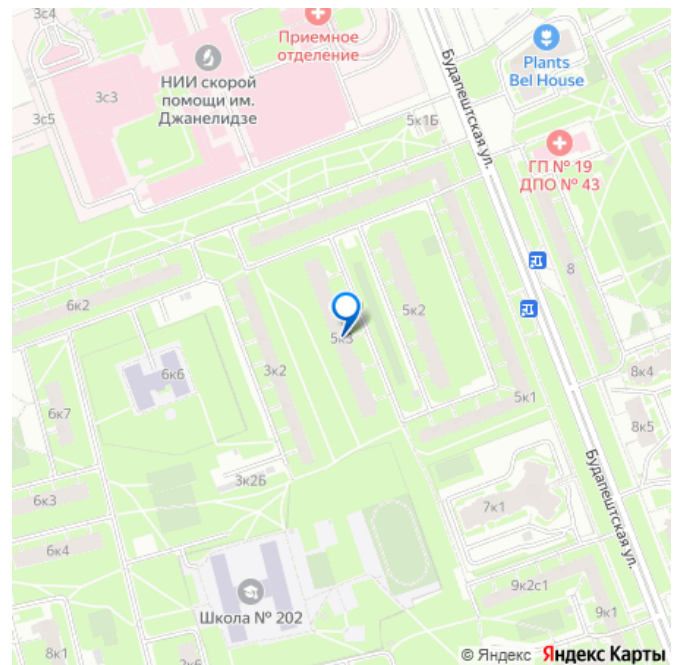 3с4
Приемное
отделение
НИИ скорой
помощи им.
Джанелидзе
3с3
3с5
5к1Б
Будапештская ул.
Plants
Bel House
ГП № 19
ДПО № 43
8
6к2
5к2
5к3
3к2
6к6
6к7
8к4
5к1
8к5
Будапештская ул.
3к2Б
6к3
7к1
6к4
9к2с1
Школа № 202
9к1
8к1
2к6
© Яндекс Яндекс Карты